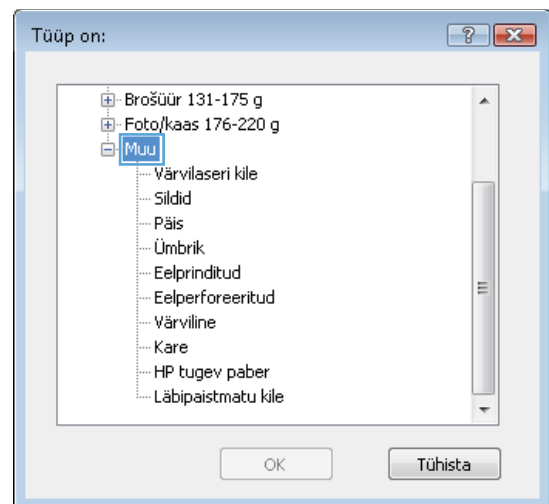 Tüüp on:
Brošüür 131-175 g
Foto/kaas 176-220 g
Muu
Värvilaseri kile
Sildid
Päis
Ümbrik
Eelprinditud
Eelperforeeritud
Värviline
Kare
HP tugev paber
Läbipaistmatu kile
OK Tühista